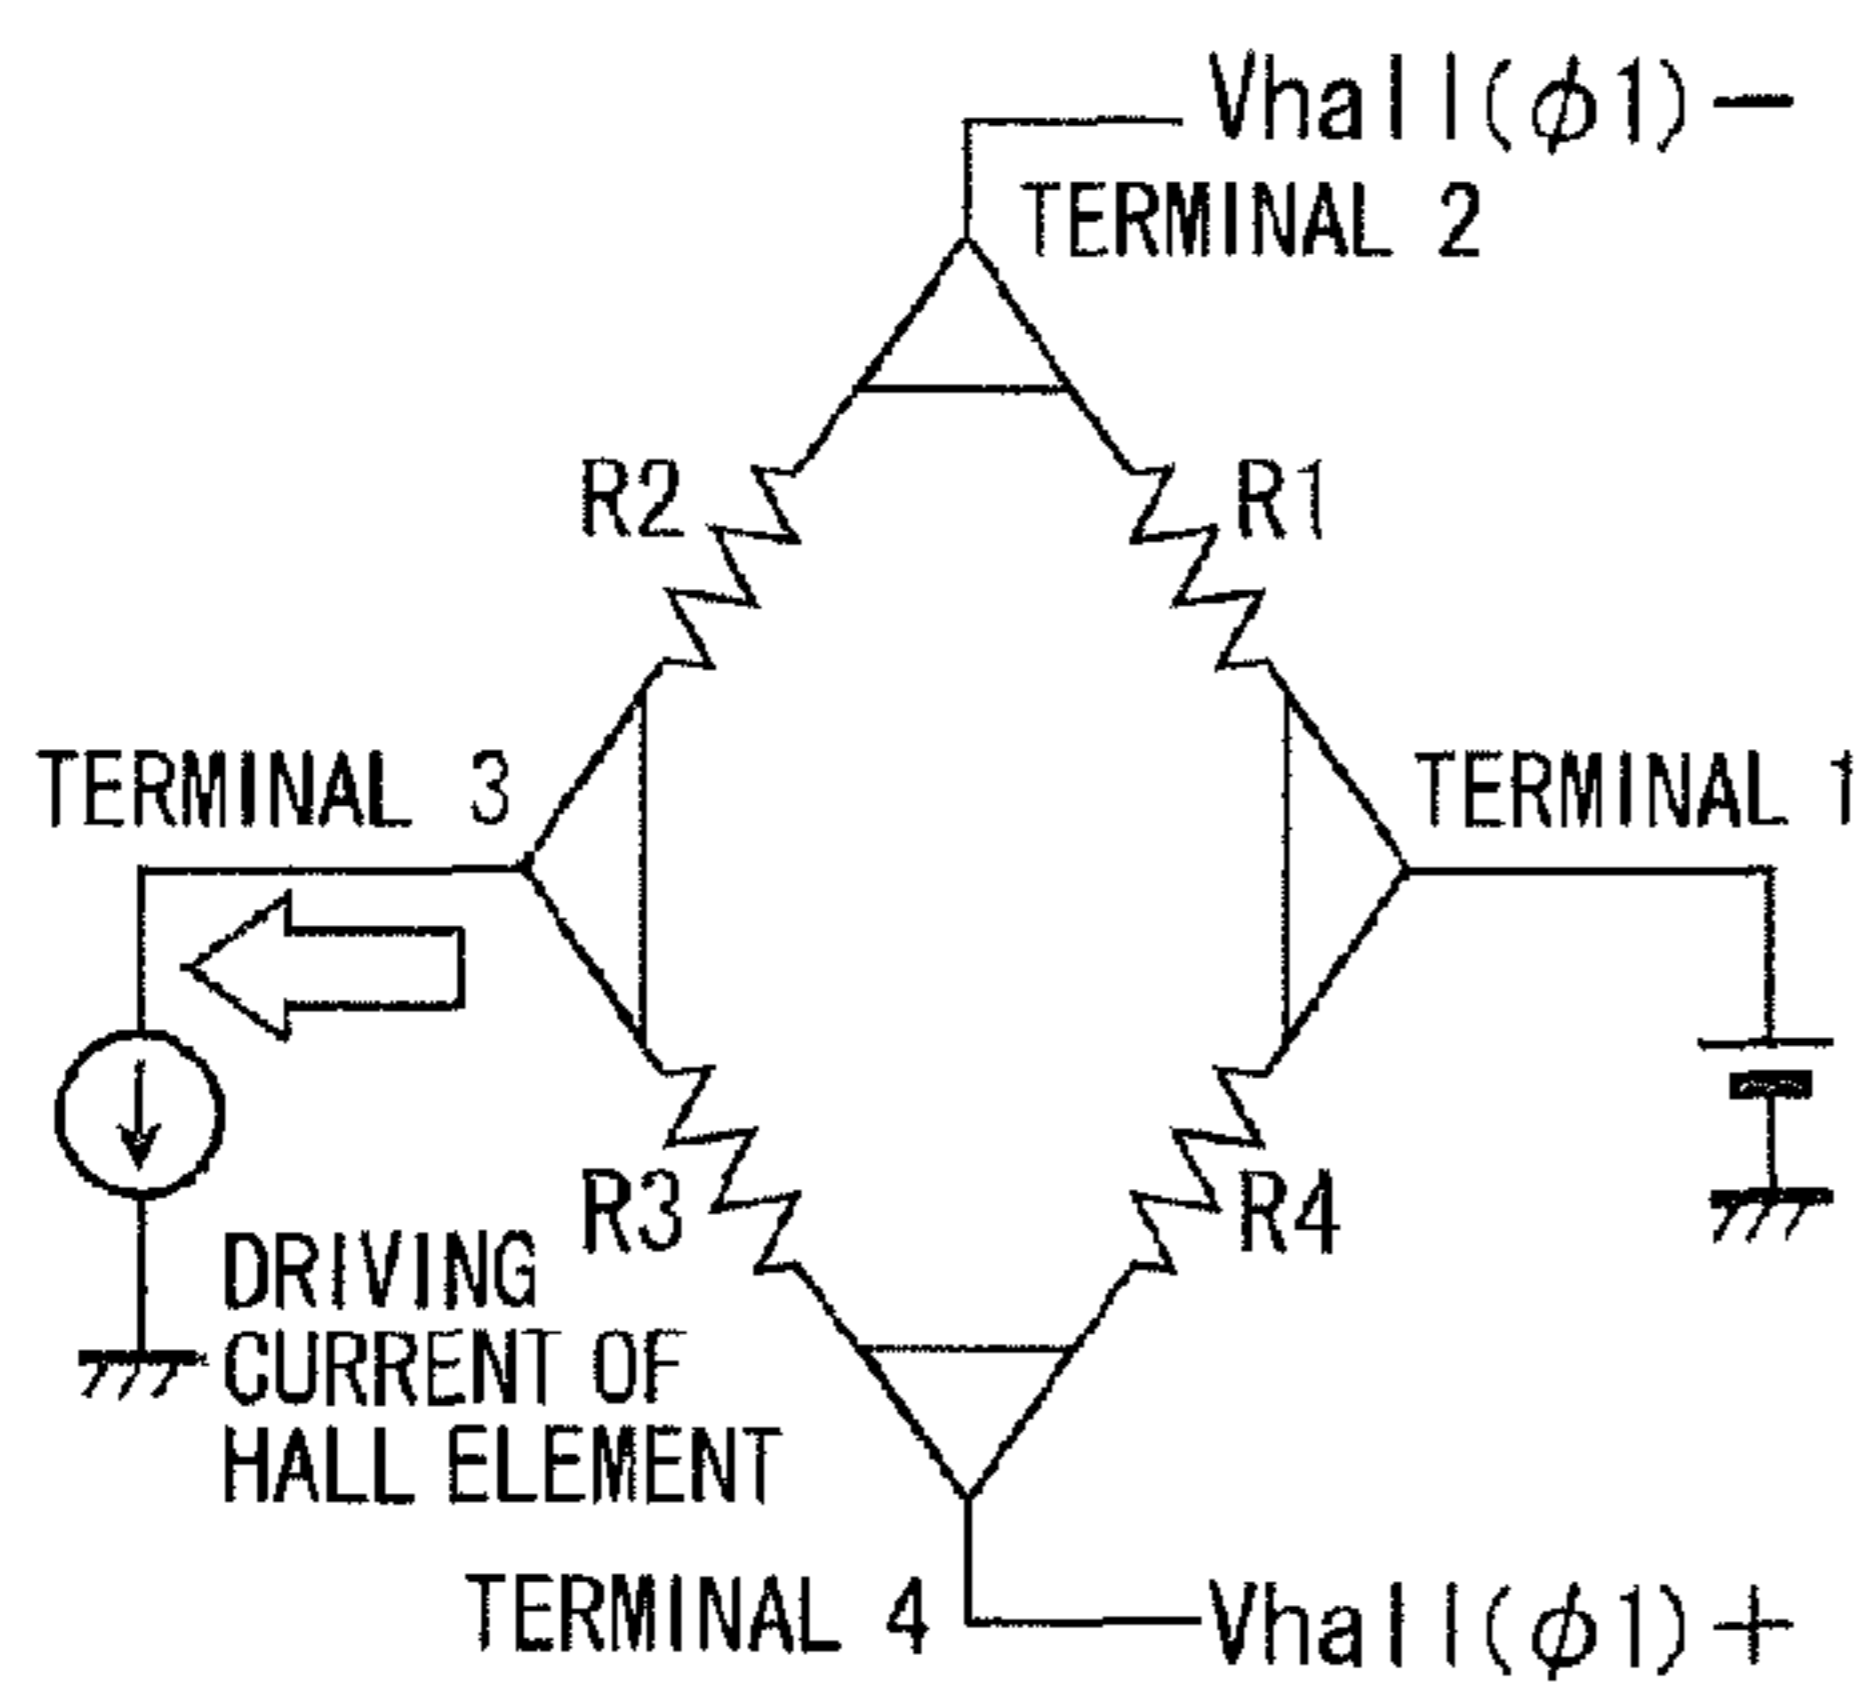 Vhall(φ1)−
TERMINAL 2
R2
R1
TERMINAL 3
TERMINAL 1
R3
R4
DRIVING
CURRENT OF
HALL ELEMENT
TERMINAL 4
Vhall(φ1)+